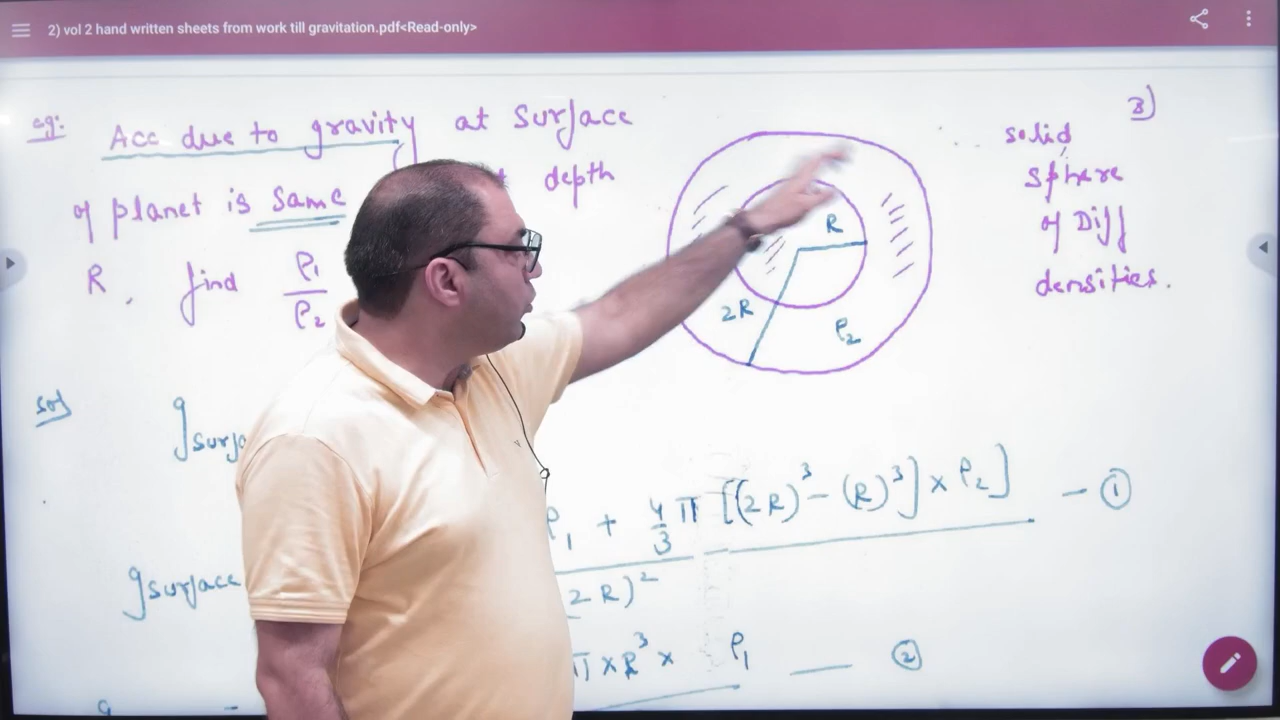 2) vol 2 hand written sheets from work till gravitation.pdf<Read-only>
eg: Acc due to gravity at surface
of planet is same depth
R. find ρ1/ρ2
R
2R
ρ2
3)
solid
sphere
of Diff
densities.
sol
ρ1 + 4/3 π [(2R)³ - (R)³] × ρ2] — ①
gsurface
2R)²
π × R³ × ρ1 — ②